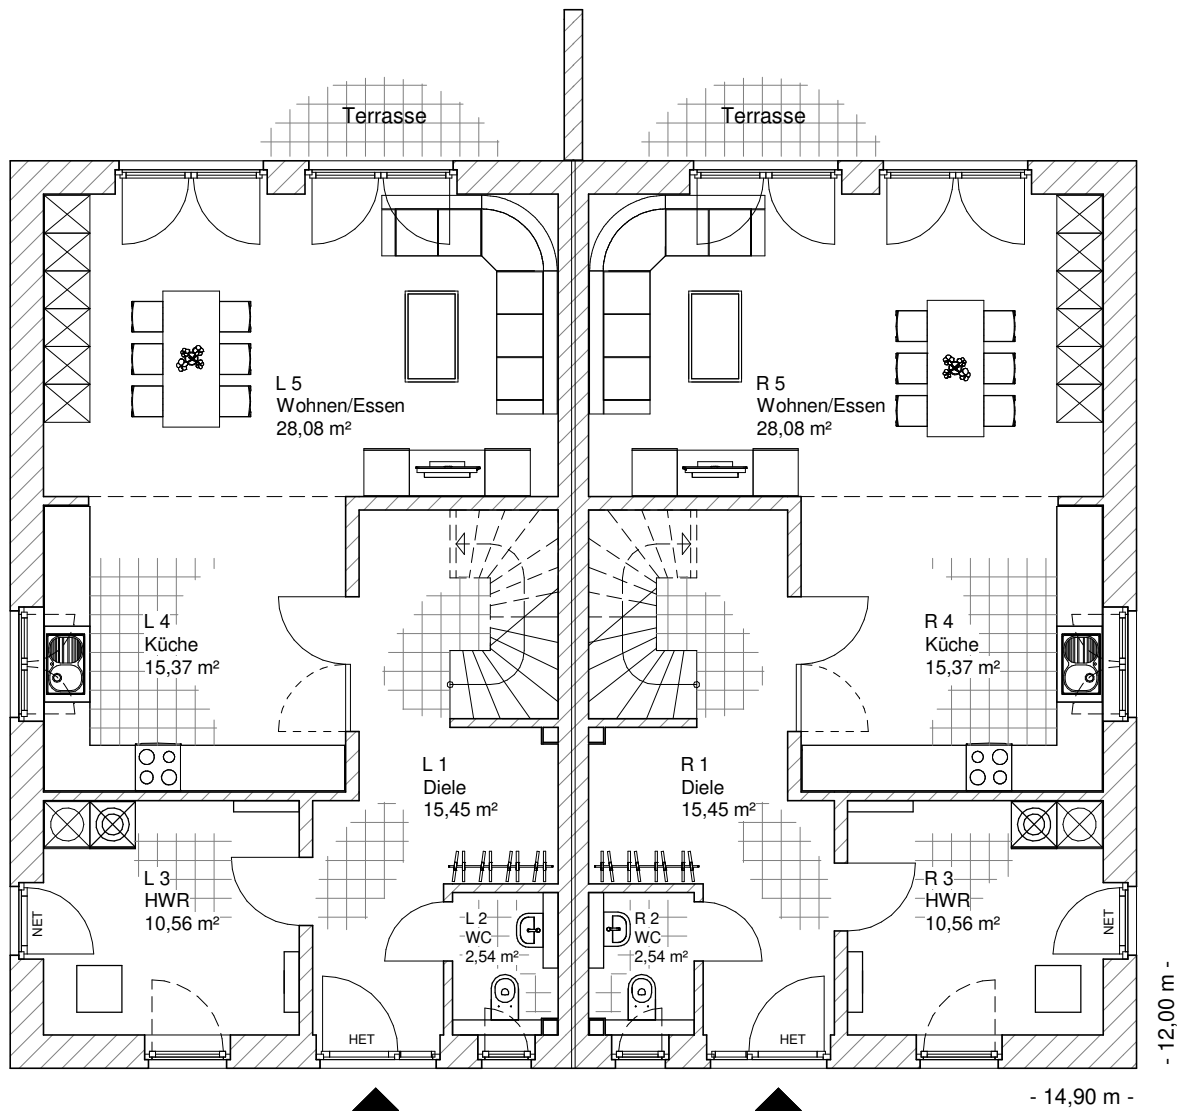 Terrasse
Terrasse
L 5
Wohnen/Essen
28,08 m²
R 5
Wohnen/Essen
28,08 m²
L 4
Küche
15,37 m²
R 4
Küche
15,37 m²
L 1
Diele
15,45 m²
R 1
Diele
15,45 m²
L 3
HWR
10,56 m²
L 2
WC
2,54 m²
R 2
WC
2,54 m²
R 3
HWR
10,56 m²
NET
NET
HET
HET
- 12,00 m -
- 14,90 m -